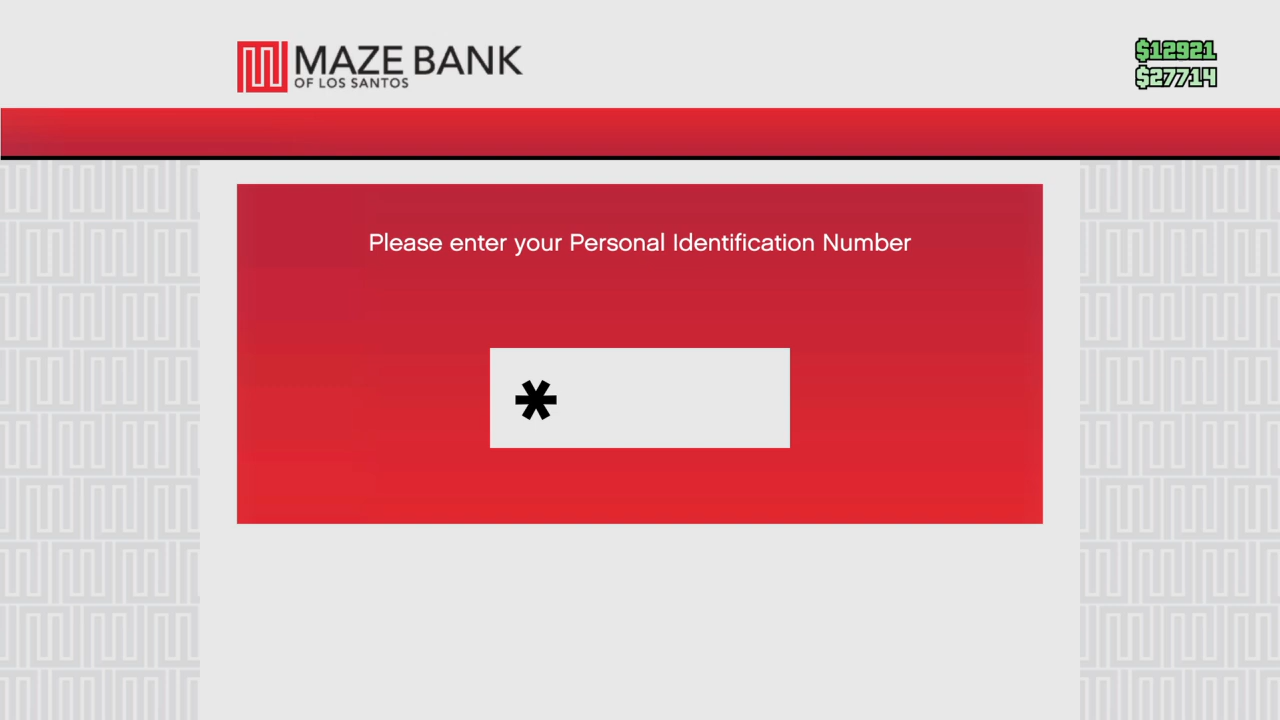 MAZE BANK
OF LOS SANTOS
$12921
$27714
Please enter your Personal Identification Number
*